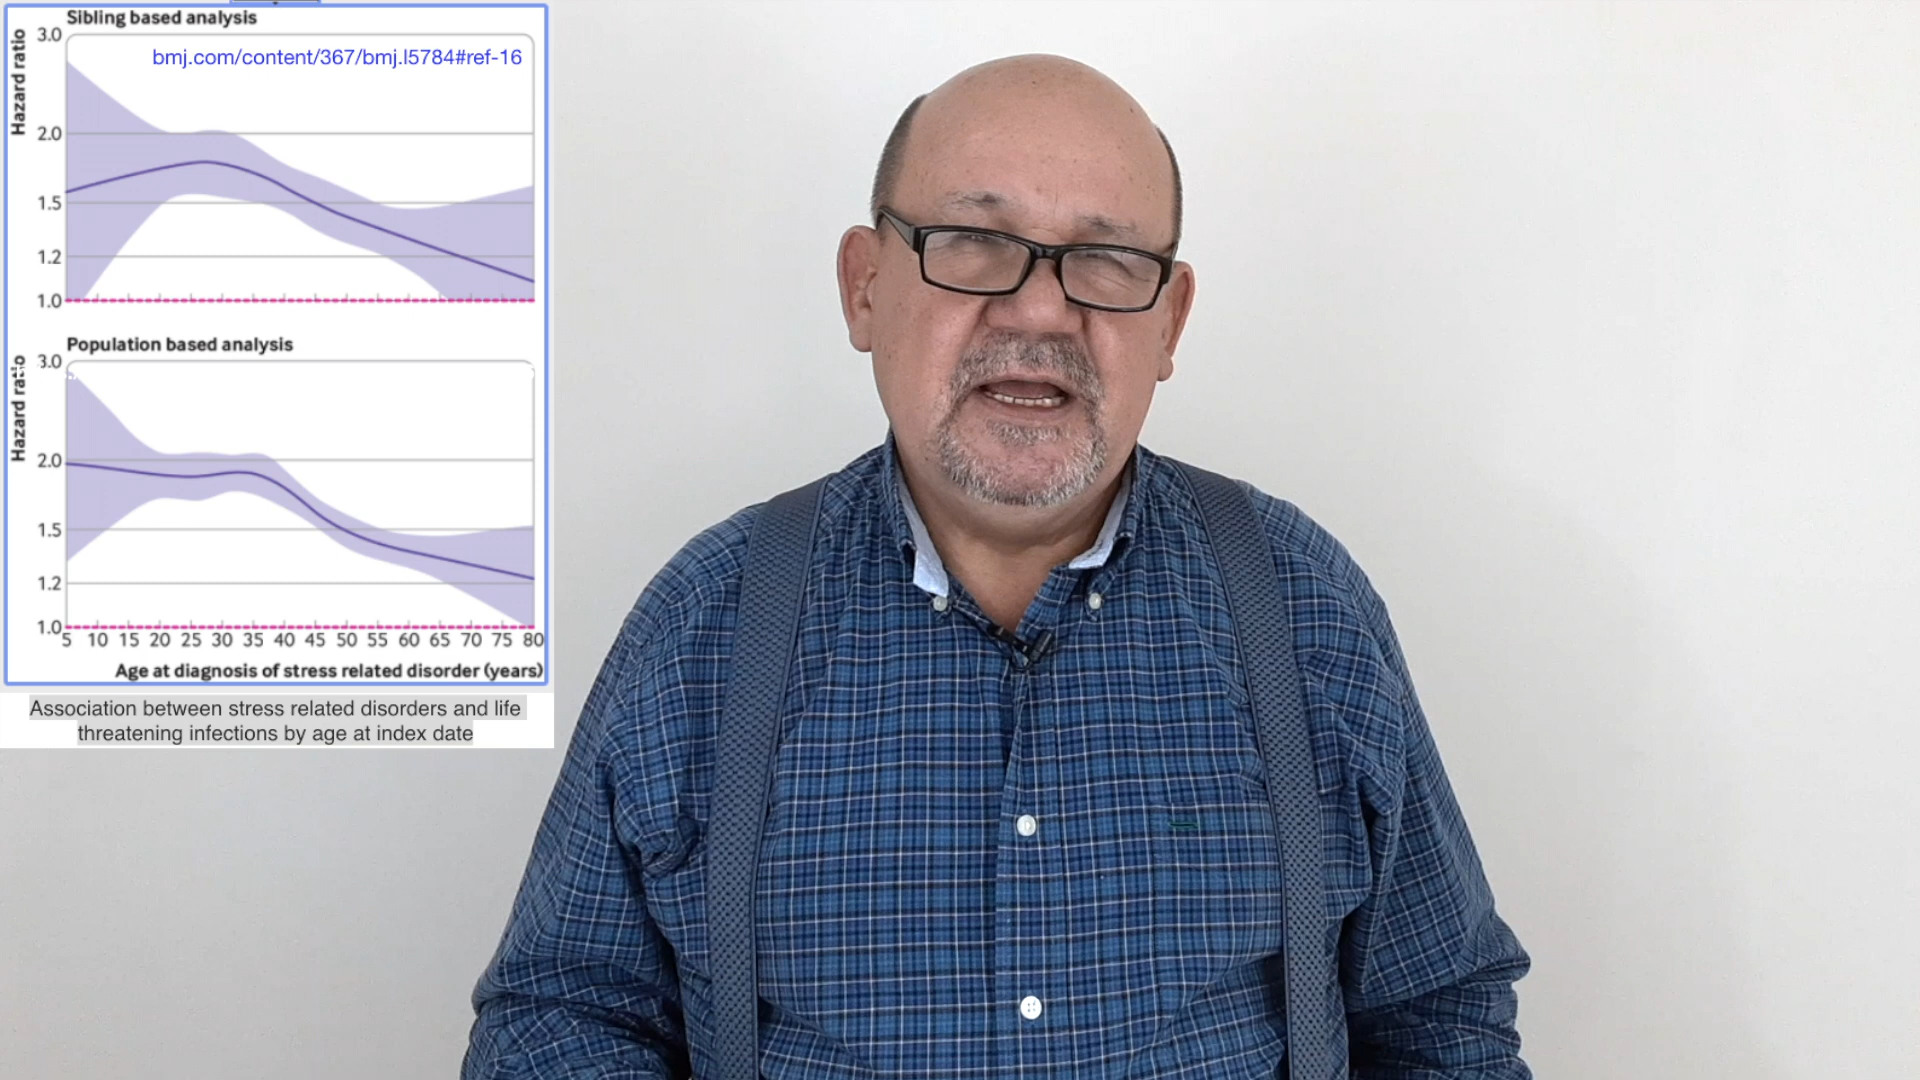 Sibling based analysis
Hazard ratio
bmj.com/content/367/bmj.l5784#ref-16
3.0
2.0
1.5
1.2
1.0
Population based analysis
Hazard ratio
3.0
2.0
1.5
1.2
1.0
5 10 15 20 25 30 35 40 45 50 55 60 65 70 75 80
Age at diagnosis of stress related disorder (years)
Association between stress related disorders and life
threatening infections by age at index date